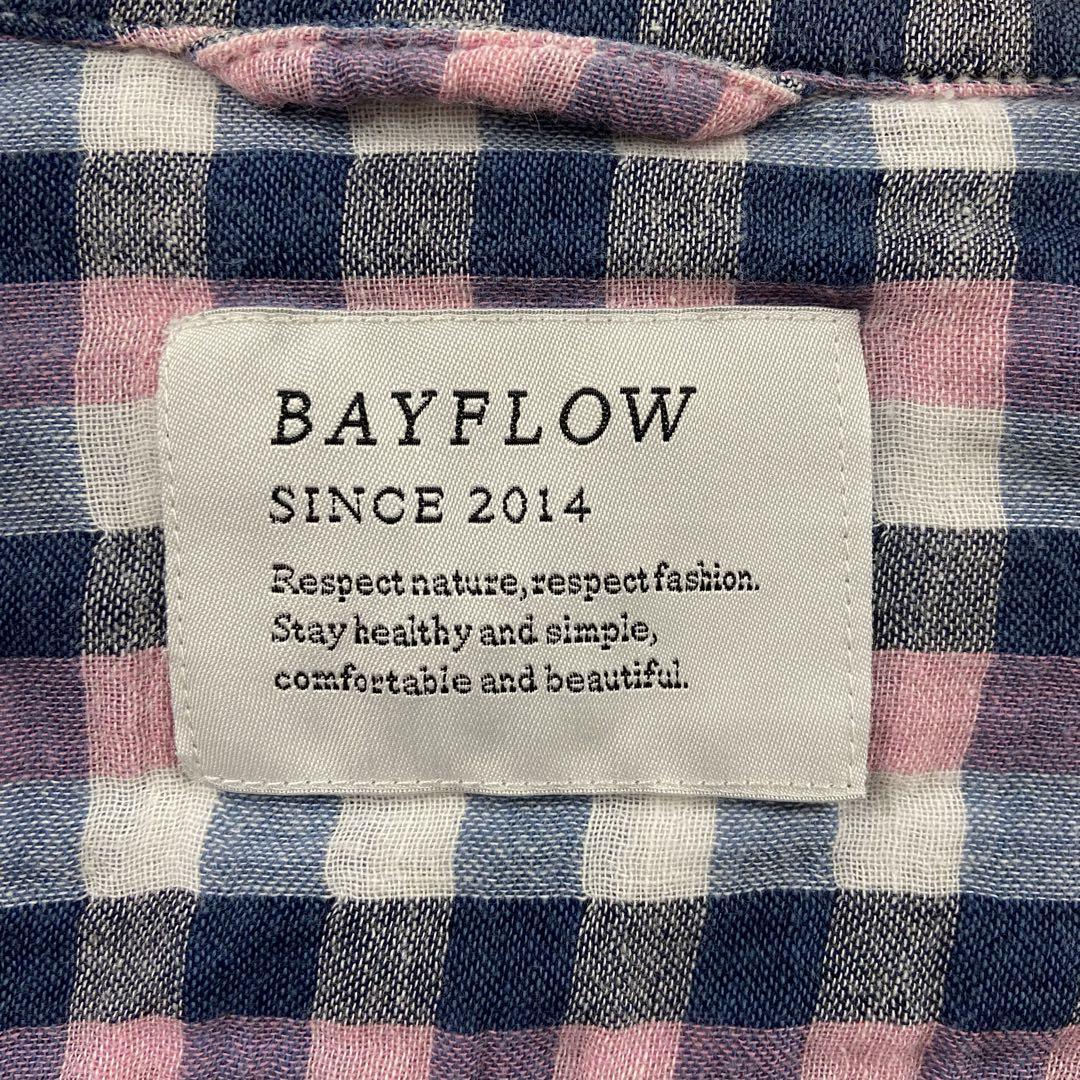 BAYFLOW
SINCE 2014
Respect nature, respect fashion.
Stay healthy and simple,
comfortable and beautiful.